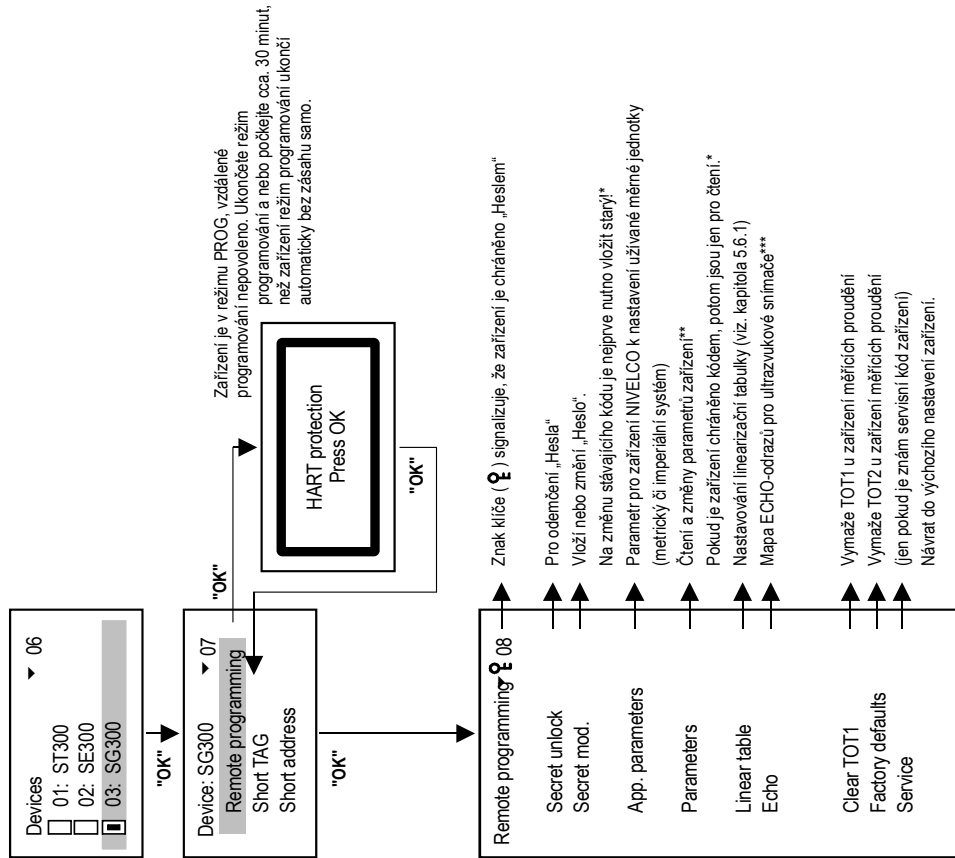 Devices ▼ 06
01: ST300
02: SE300
03: SG300
"OK"
Device: SG300 ▼ 07
Remote programming
Short TAG
Short address
"OK"
"OK"
HART protection
Press OK
"OK"
Zařízení je v režimu PROG, vzdálené
programování nepovoleno. Ukončete režim
programování a nebo počkejte cca. 30 minut,
než zařízení režim programování ukončí
automaticky bez zásahu samo.
Remote programming ▼ 08
Secret unlock
Secret mod.
App. parameters
Parameters
Linear table
Echo
Clear TOT1
Factory defaults
Service
Znak klíče ( ) signalizuje, že zařízení je chráněno „Heslem“
Pro odemčení „Hesla“
Vloží nebo změní „Heslo“.
Na změnu stávajícího kódu je nejprve nutno vložit starý!*
Parametr pro zařízení NIVELCO k nastavení užívané měrné jednotky
(metrický či imperiální systém)
Čtení a změny parametrů zařízení**
Pokud je zařízení chráněno kódem, potom jsou jen pro čtení.*
Nastavování linearizační tabulky (viz. kapitola 5.6.1)
Mapa ECHO-odrazů pro ultrazvukové snímače***
Vymaže TOT1 u zařízení měřících proudění
Vymaže TOT2 u zařízení měřících proudění
(jen pokud je znám servisní kód zařízení)
Návrat do výchozího nastavení zařízení.